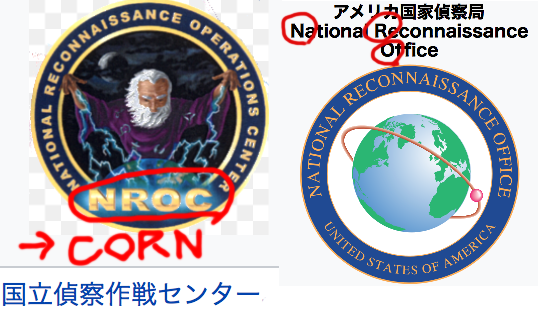 NATIONAL RECONNAISSANCE OPERATIONS CENTER
NROC
→ CORN
国立偵察作戦センター
アメリカ国家偵察局
National Reconnaissance
Office
NATIONAL RECONNAISSANCE OFFICE
UNITED STATES OF AMERICA